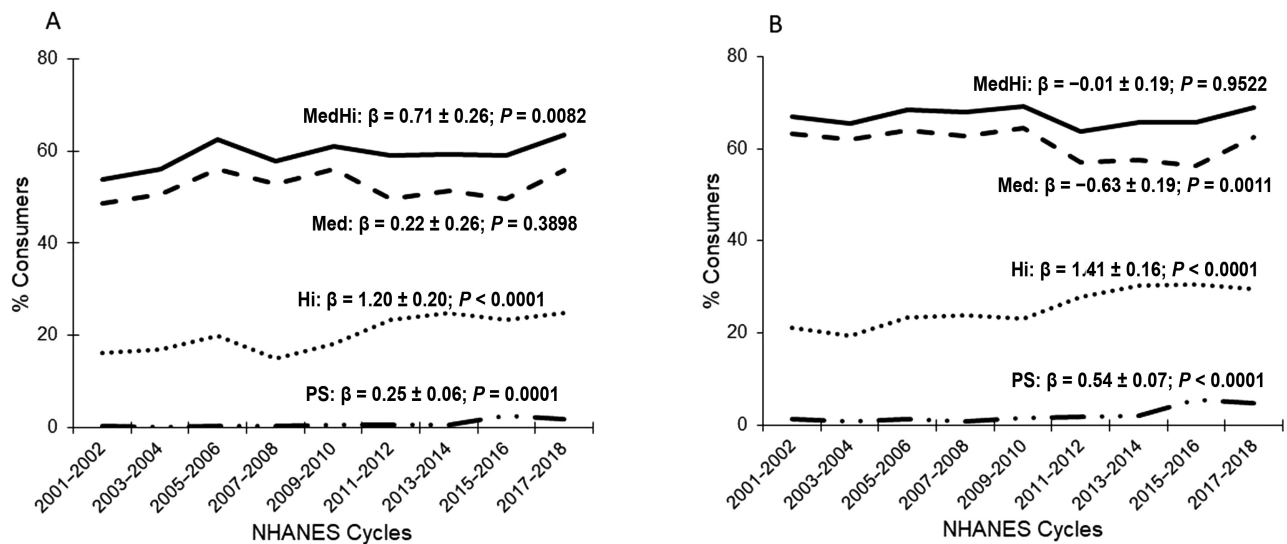 A
80
60
40
20
0
% Consumers
MedHi: β = 0.71 ± 0.26; P = 0.0082
Med: β = 0.22 ± 0.26; P = 0.3898
Hi: β = 1.20 ± 0.20; P < 0.0001
PS: β = 0.25 ± 0.06; P = 0.0001
2001–2002
2003–2004
2005–2006
2007–2008
2009–2010
2011–2012
2013–2014
2015–2016
2017–2018
NHANES Cycles
B
80
60
40
20
0
% Consumers
MedHi: β = −0.01 ± 0.19; P = 0.9522
Med: β = −0.63 ± 0.19; P = 0.0011
Hi: β = 1.41 ± 0.16; P < 0.0001
PS: β = 0.54 ± 0.07; P < 0.0001
2001–2002
2003–2004
2005–2006
2007–2008
2009–2010
2011–2012
2013–2014
2015–2016
2017–2018
NHANES Cycles